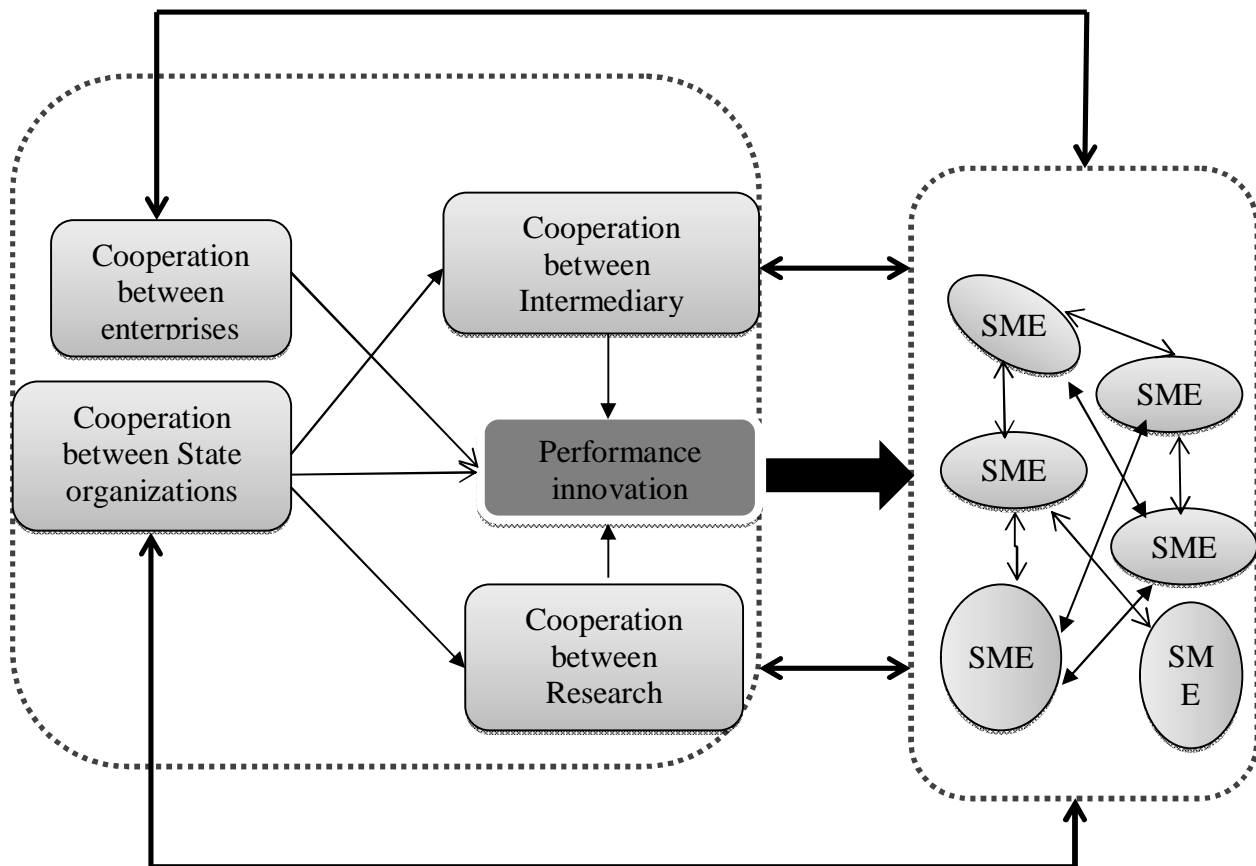 Cooperation
between
enterprises
Cooperation
between State
organizations
Cooperation
between
Intermediary
Performance
innovation
Cooperation
between
Research
SME
SME
SME
SME
SME
SM
E